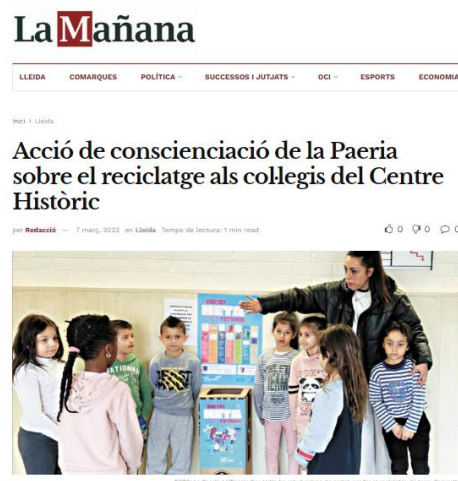 La Mañana
LLEIDA COMARQUES POLÍTICA SUCCESSOS I JUTJATS OCI ESPORTS ECONOMIA
Inici > Lleida
Acció de conscienciació de la Paeria
sobre el reciclatge als col·legis del Centre
Històric
per Redacció — 7 març, 2023 en Lleida Temps de lectura: 1 min read
0 0